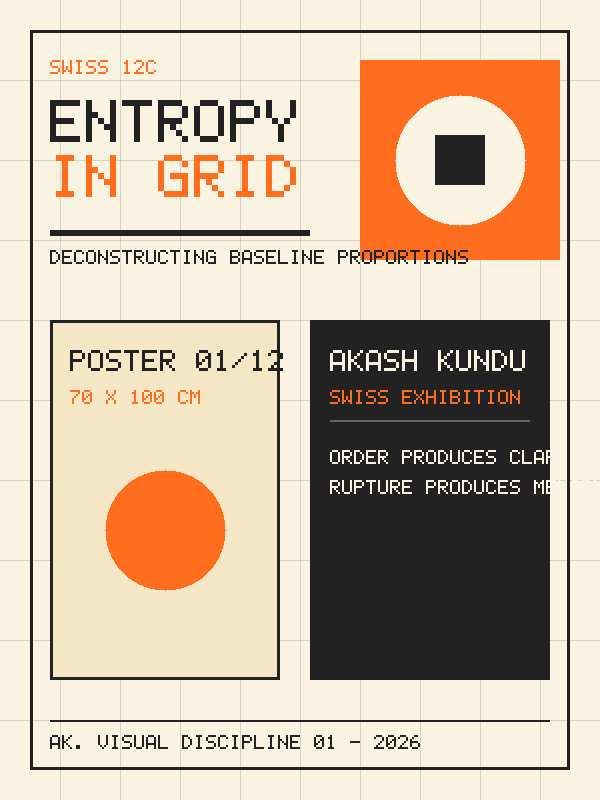 SWISS 12C
ENTROPY
IN GRID
DECONSTRUCTING BASELINE PROPORTIONS
POSTER 01/12
70 X 100 CM
AKASH KUNDU
SWISS EXHIBITION
ORDER PRODUCES
RUPTURE PRODUCES
AK. VISUAL DISCIPLINE 01 - 2026